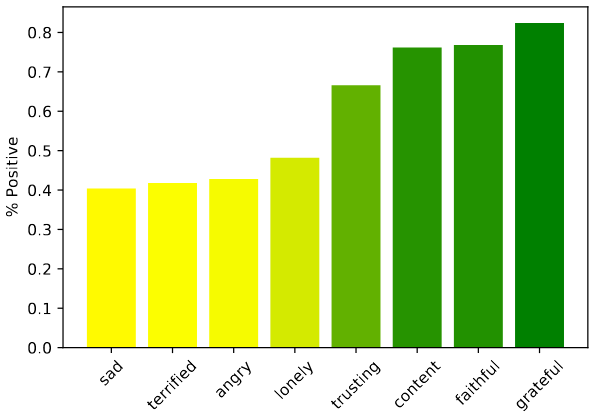 % Positive
0.8
0.7
0.6
0.5
0.4
0.3
0.2
0.1
0.0
sad
terrified
angry
lonely
trusting
content
faithful
grateful